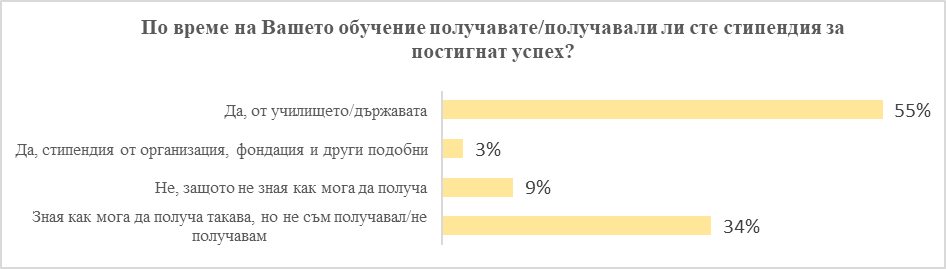 По време на Вашето обучение получавате/получавали ли сте стипендия за
постигнат успех?
Да, от училището/държавата
55%
Да, стипендия от организация, фондация и други подобни
3%
Не, защото не зная как мога да получа
9%
Зная как мога да получа такава, но не съм получавал/не
получавам
34%